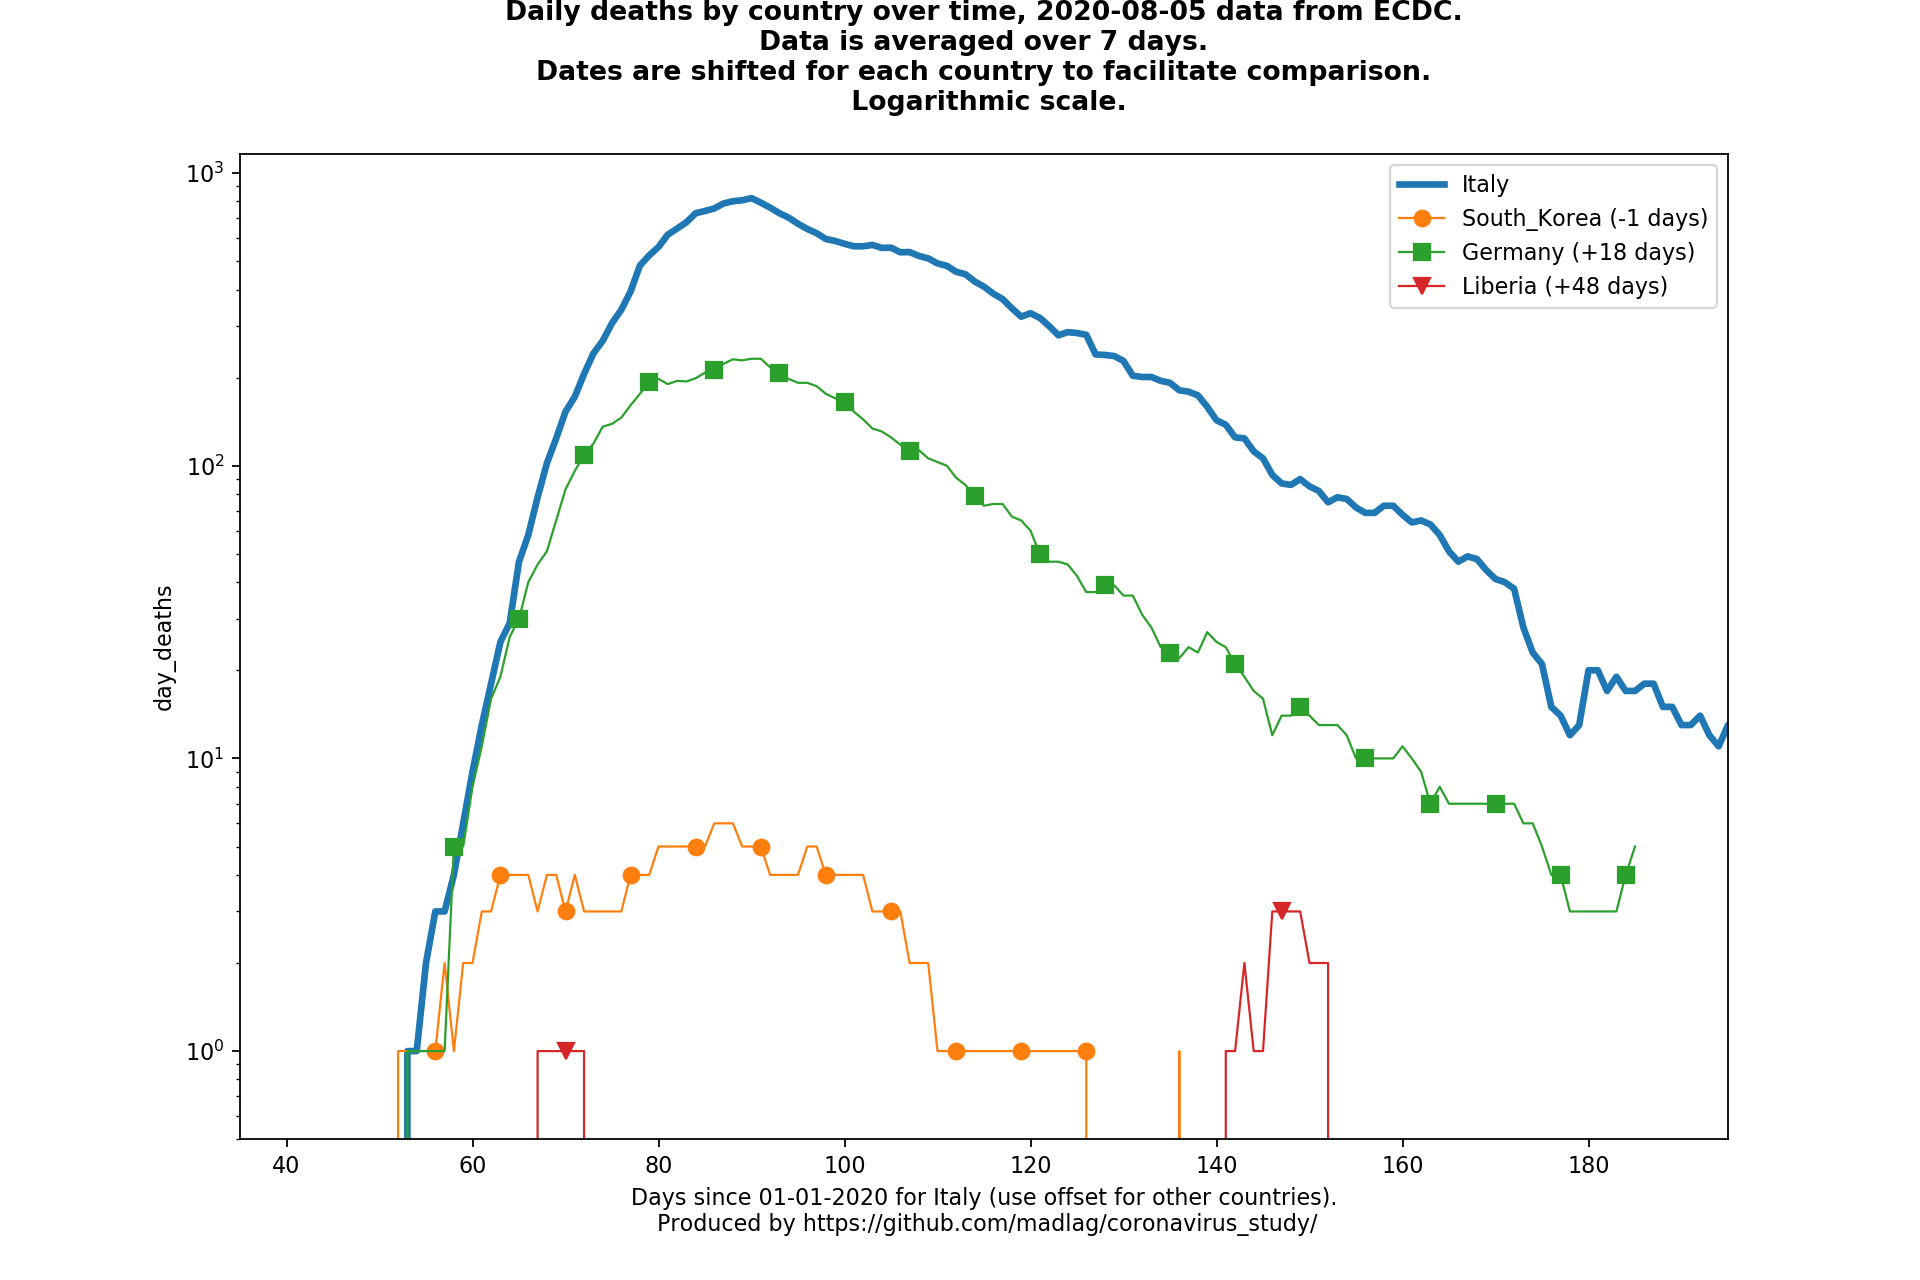 Daily deaths by country over time, 2020-08-05 data from ECDC.
Data is averaged over 7 days.
Dates are shifted for each country to facilitate comparison.
Logarithmic scale.
Italy
South_Korea (-1 days)
Germany (+18 days)
Liberia (+48 days)
10³
10²
10¹
10⁰
day_deaths
40 60 80 100 120 140 160 180
Days since 01-01-2020 for Italy (use offset for other countries).
Produced by https://github.com/madlag/coronavirus_study/